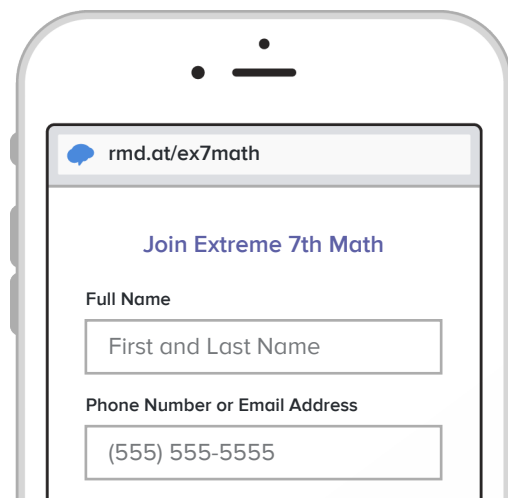 rmd.at/ex7math
Join Extreme 7th Math
Full Name
First and Last Name
Phone Number or Email Address
(555) 555-5555